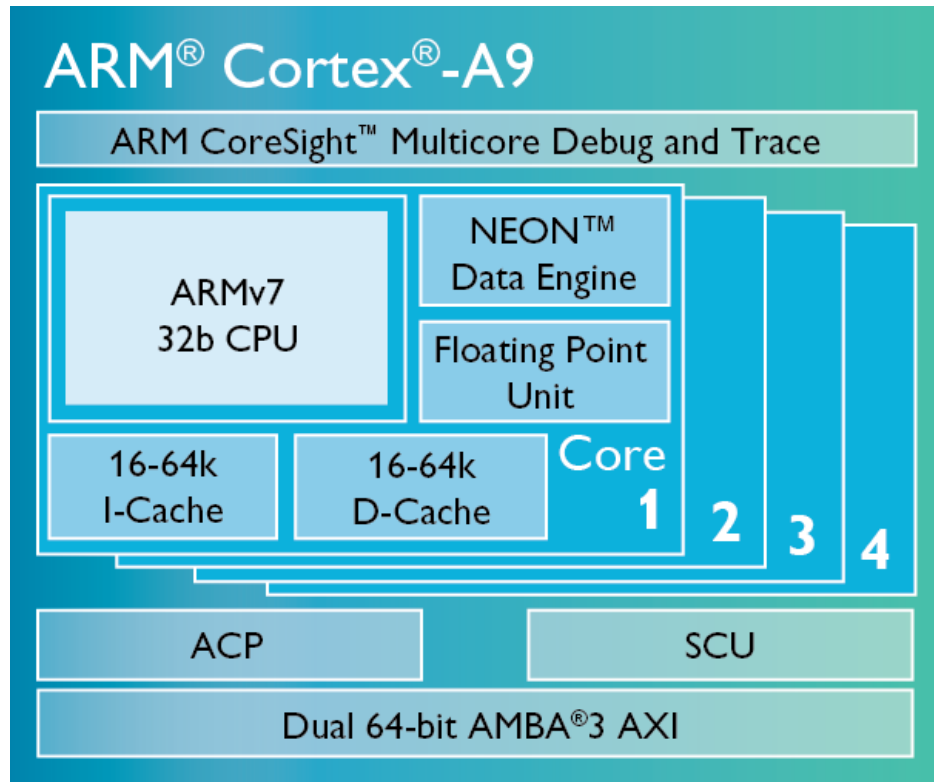 ARM® Cortex®-A9
ARM CoreSight™ Multicore Debug and Trace
ARMv7
32b CPU
NEON™
Data Engine
Floating Point
Unit
16-64k
I-Cache
16-64k
D-Cache
Core
1
2
3
4
ACP
SCU
Dual 64-bit AMBA®3 AXI